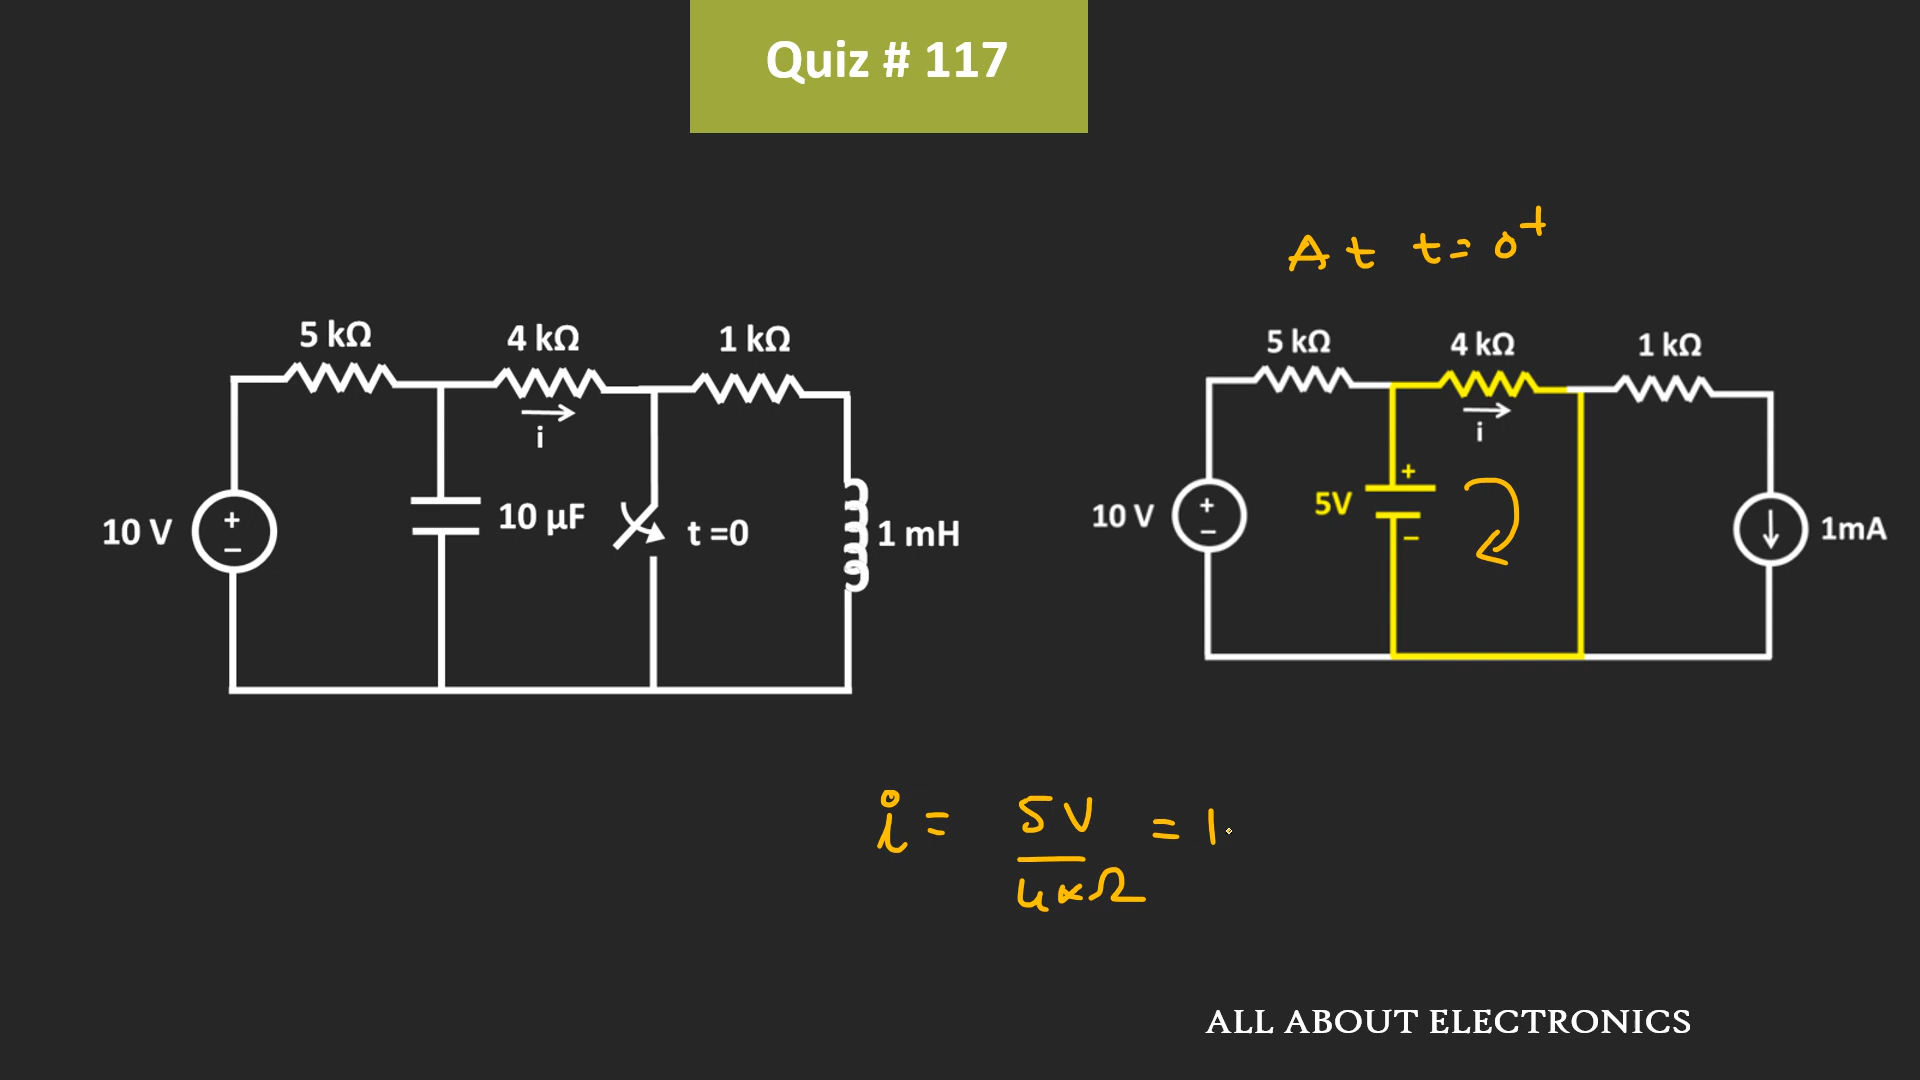 Quiz # 117
At t=0⁺
5 kΩ
4 kΩ
1 kΩ
i
10 V
+
−
10 µF
t =0
1 mH
5 kΩ
4 kΩ
1 kΩ
i
10 V
+
−
5V
+
−
1mA
i = 5V / 4kΩ = 1.
ALL ABOUT ELECTRONICS